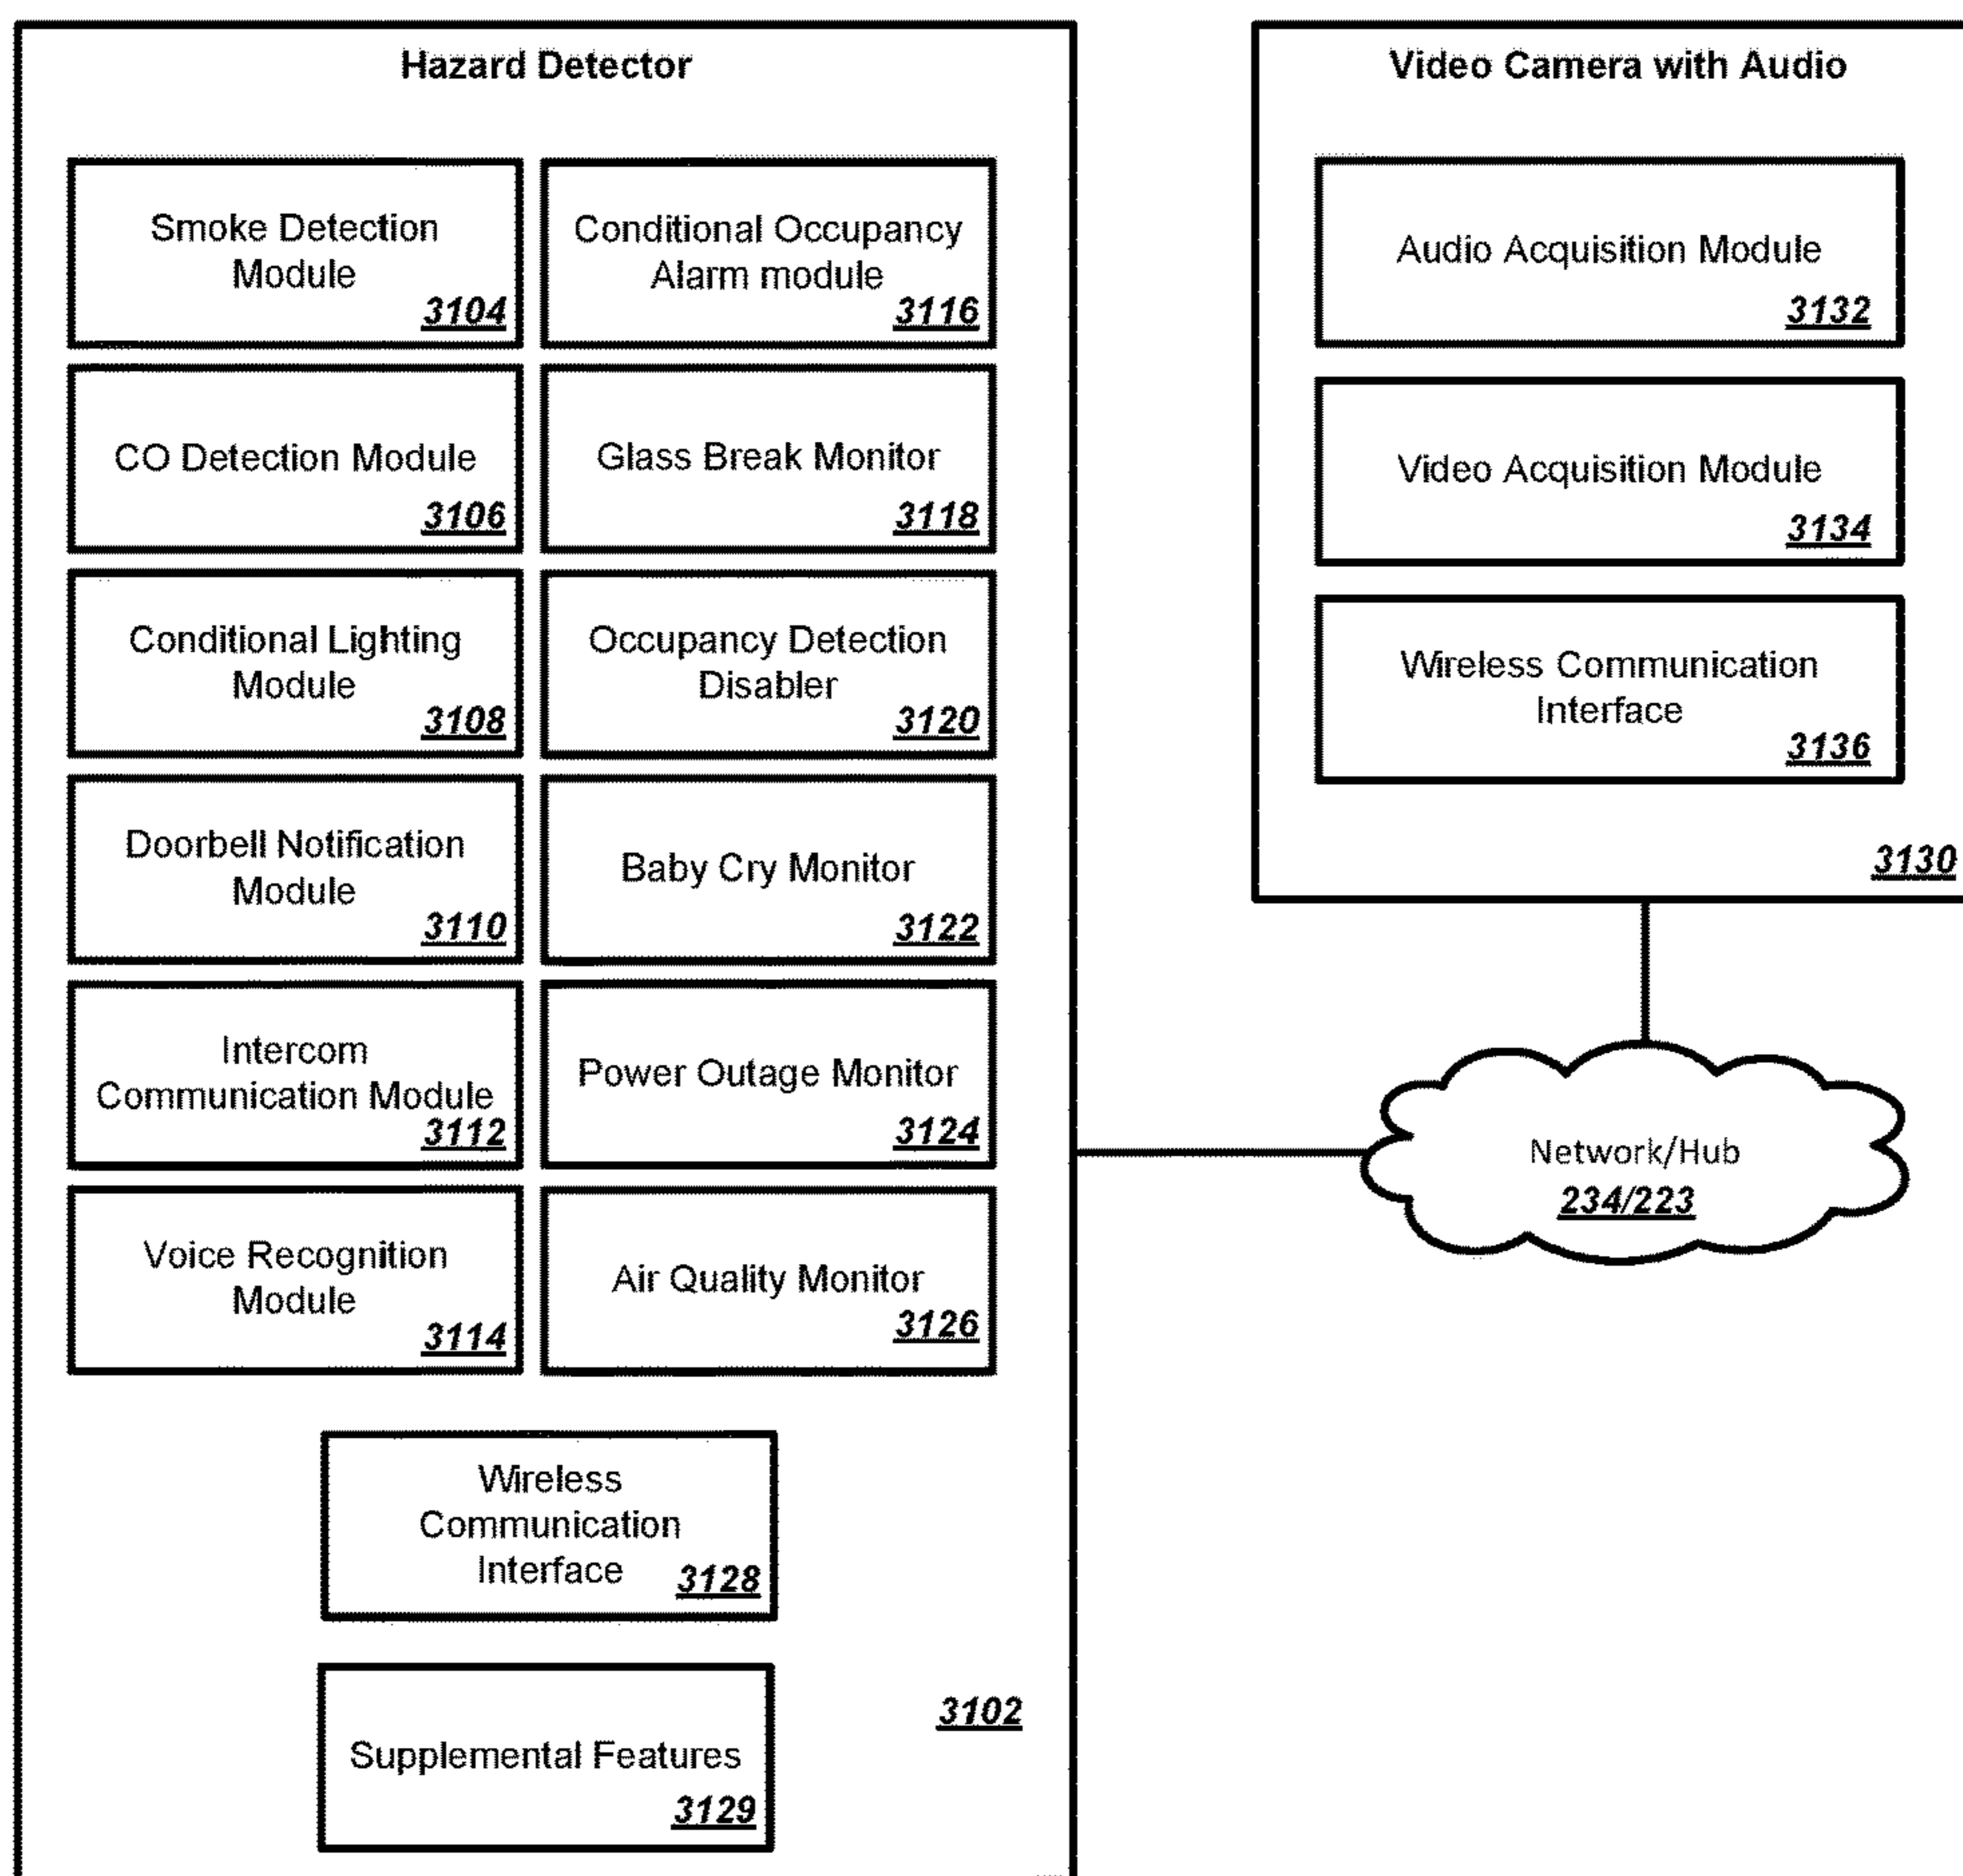 Hazard Detector
Smoke Detection
Module
3104
Conditional Occupancy
Alarm module
3116
CO Detection Module
3106
Glass Break Monitor
3118
Conditional Lighting
Module
3108
Occupancy Detection
Disabler
3120
Doorbell Notification
Module
3110
Baby Cry Monitor
3122
Intercom
Communication Module
3112
Power Outage Monitor
3124
Voice Recognition
Module
3114
Air Quality Monitor
3126
Wireless
Communication
Interface
3128
Supplemental Features
3129
3102
Video Camera with Audio
Audio Acquisition Module
3132
Video Acquisition Module
3134
Wireless Communication
Interface
3136
3130
Network/Hub
234/223